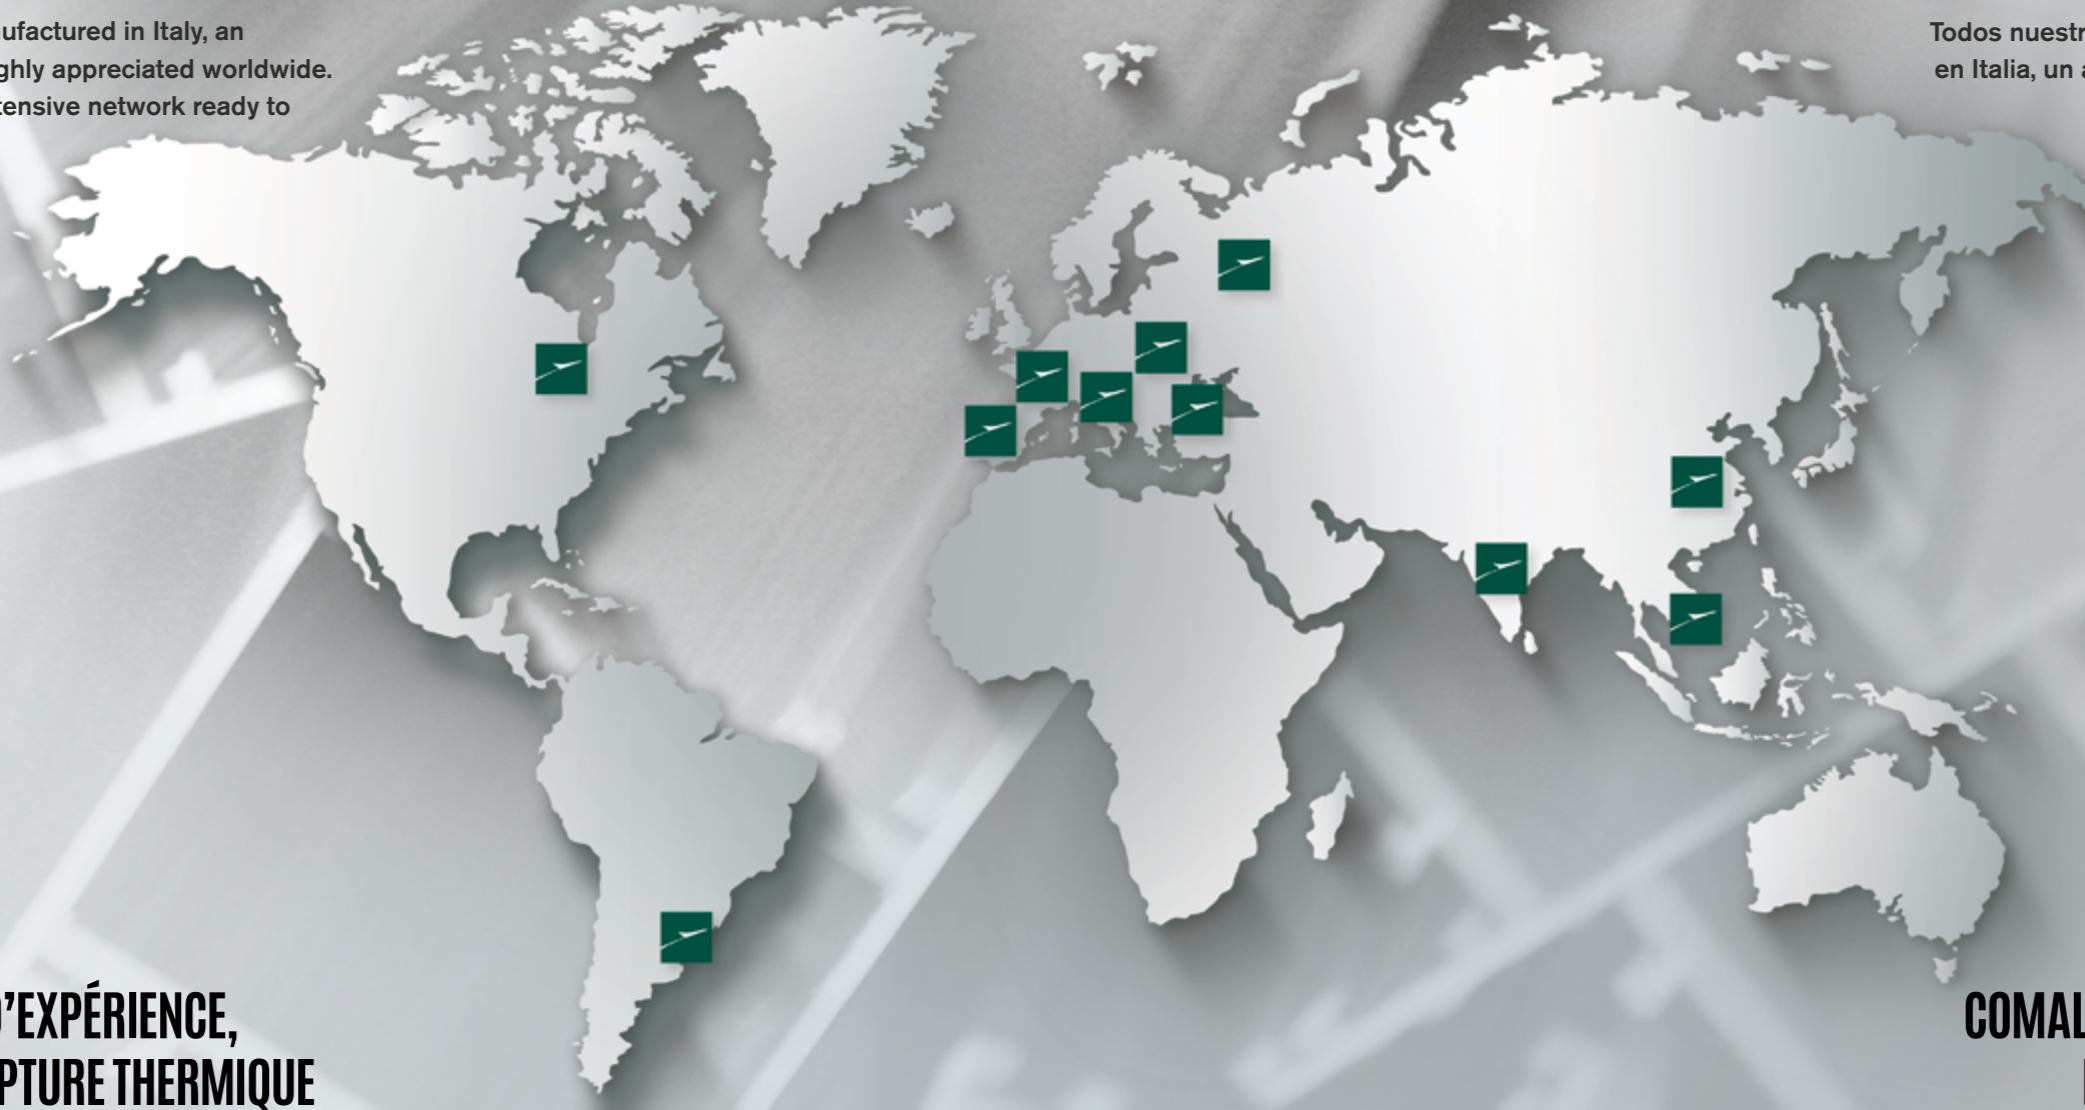 ufactured in Italy, an
ghly appreciated worldwide.
tensive network ready to
Todos nuestr
en Italia, un
D'EXPÉRIENCE,
PTURE THERMIQUE
COMAL